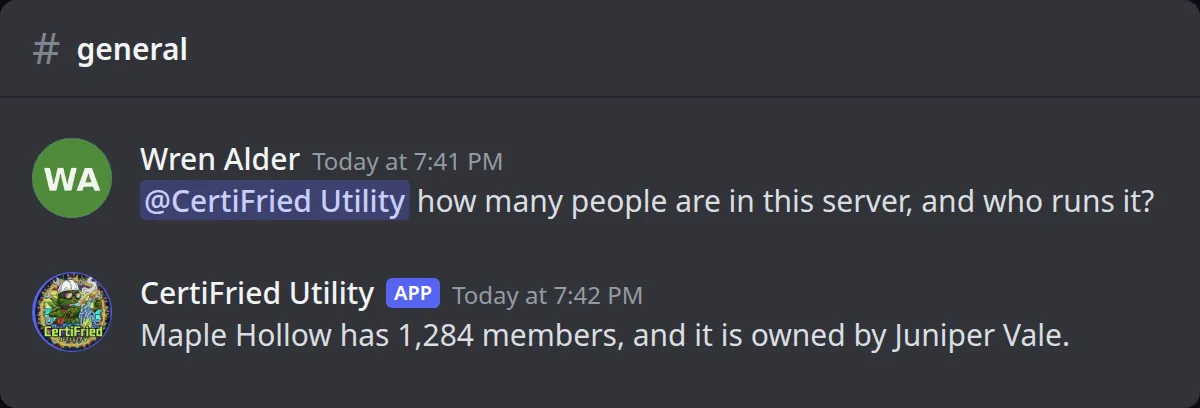 # general
Wren Alder Today at 7:41 PM
WA
@CertiFried Utility how many people are in this server, and who runs it?
CertiFried Utility APP Today at 7:42 PM
CertiFried
Maple Hollow has 1,284 members, and it is owned by Juniper Vale.